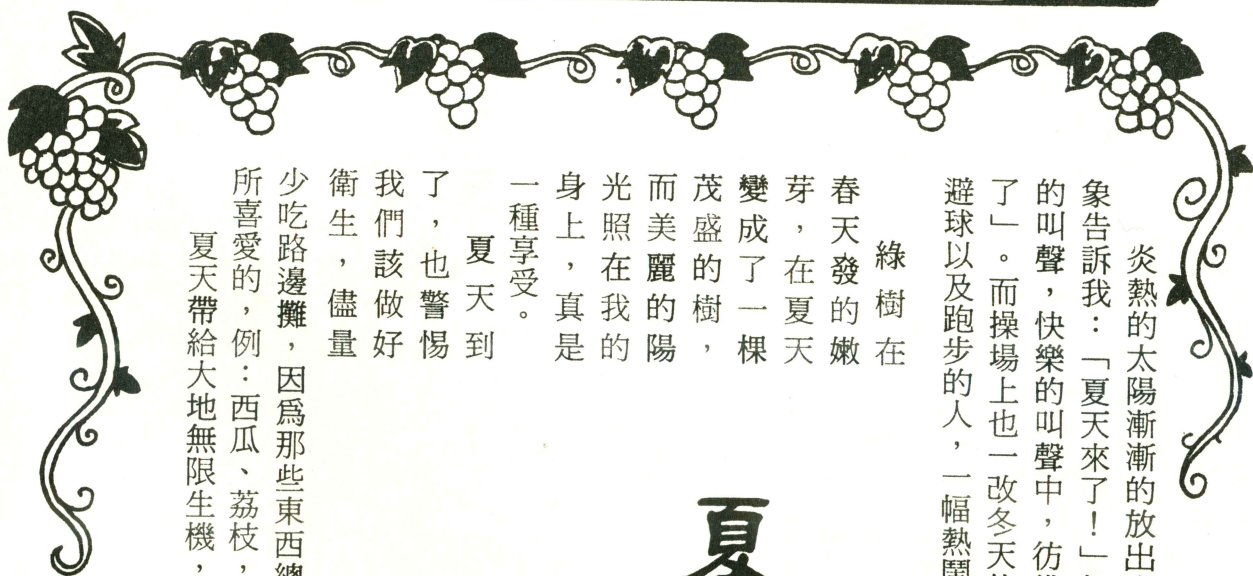 炎熱的太陽漸漸的放出
象告訴我：「夏天來了！」
的叫聲，快樂的叫聲中，彷
了」。而操場上也一改冬天
避球以及跑步的人，一幅熱鬧
綠樹在
春天發的嫩
芽，在夏天
變成了一棵
茂盛的樹，
而美麗的陽
光照在我的
身上，真是
一種享受。
夏天到
了，也警惕
我們該做好
衛生，儘量
少吃路邊攤，因爲那些東西總
所喜愛的，例：西瓜、荔枝，
夏天帶給大地無限生機，
夏